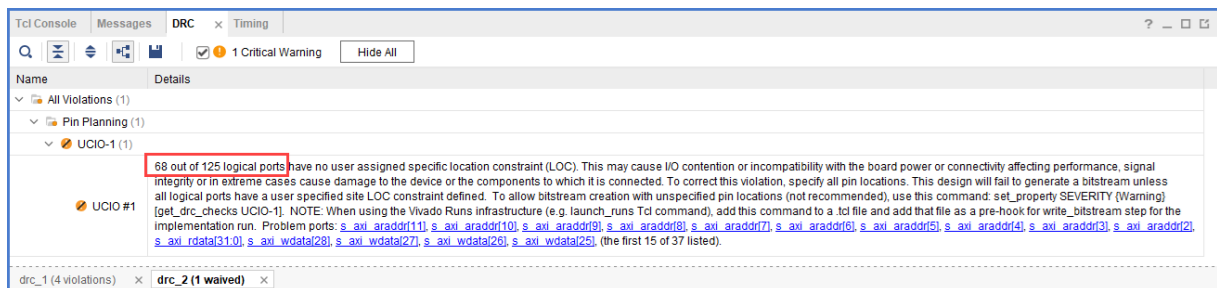 Tcl Console Messages DRC × Timing ? _
1 Critical Warning Hide All
Name Details
All Violations (1)
Pin Planning (1)
UCIO-1 (1)
68 out of 125 logical ports have no user assigned specific location constraint (LOC). This may cause I/O contention or incompatibility with the board power or connectivity affecting performance, signal
integrity or in extreme cases cause damage to the device or the components to which it is connected. To correct this violation, specify all pin locations. This design will fail to generate a bitstream unless
all logical ports have a user specified site LOC constraint defined. To allow bitstream creation with unspecified pin locations (not recommended), use this command: set_property SEVERITY {Warning}
UCIO #1 [get_drc_checks UCIO-1]. NOTE: When using the Vivado Runs infrastructure (e.g. launch_runs Tcl command), add this command to a .tcl file and add that file as a pre-hook for write_bitstream step for the
implementation run. Problem ports: s_axi_araddr[11], s_axi_araddr[10], s_axi_araddr[9], s_axi_araddr[8], s_axi_araddr[7], s_axi_araddr[6], s_axi_araddr[5], s_axi_araddr[4], s_axi_araddr[3], s_axi_araddr[2],
s_axi_rdata[31:0], s_axi_wdata[28], s_axi_wdata[27], s_axi_wdata[26], s_axi_wdata[25], (the first 15 of 37 listed).
drc_1 (4 violations) × drc_2 (1 waived) ×